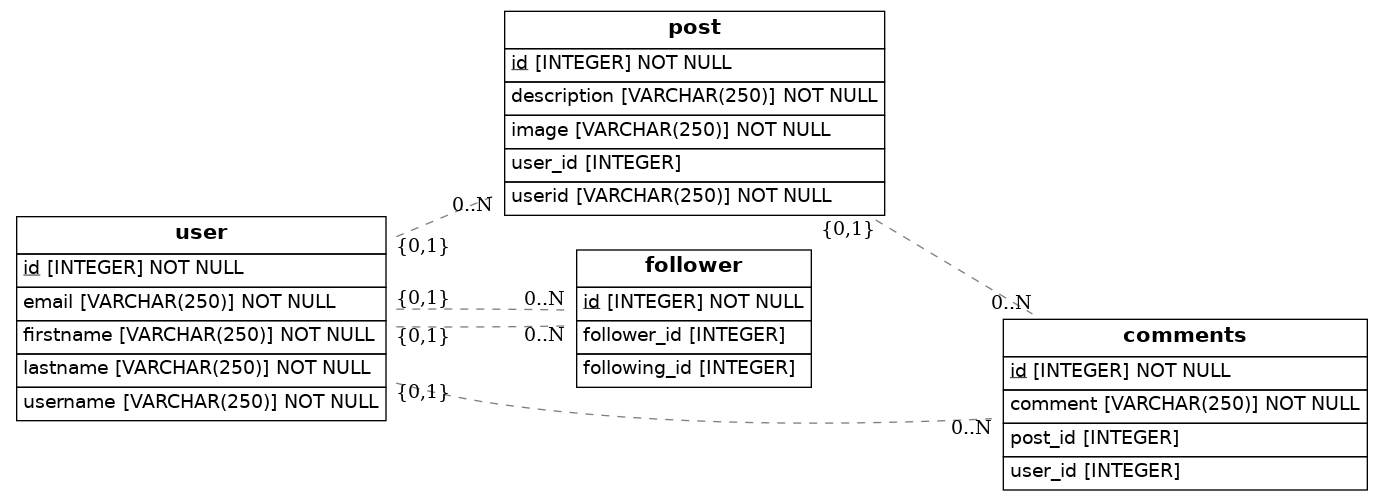 post
id [INTEGER] NOT NULL
description [VARCHAR(250)] NOT NULL
image [VARCHAR(250)] NOT NULL
user_id [INTEGER]
userid [VARCHAR(250)] NOT NULL
0..N
{0,1}
{0,1}
user
id [INTEGER] NOT NULL
email [VARCHAR(250)] NOT NULL
firstname [VARCHAR(250)] NOT NULL
lastname [VARCHAR(250)] NOT NULL
username [VARCHAR(250)] NOT NULL
{0,1}
0..N
{0,1}
0..N
{0,1}
0..N
follower
id [INTEGER] NOT NULL
follower_id [INTEGER]
following_id [INTEGER]
0..N
comments
id [INTEGER] NOT NULL
comment [VARCHAR(250)] NOT NULL
post_id [INTEGER]
user_id [INTEGER]